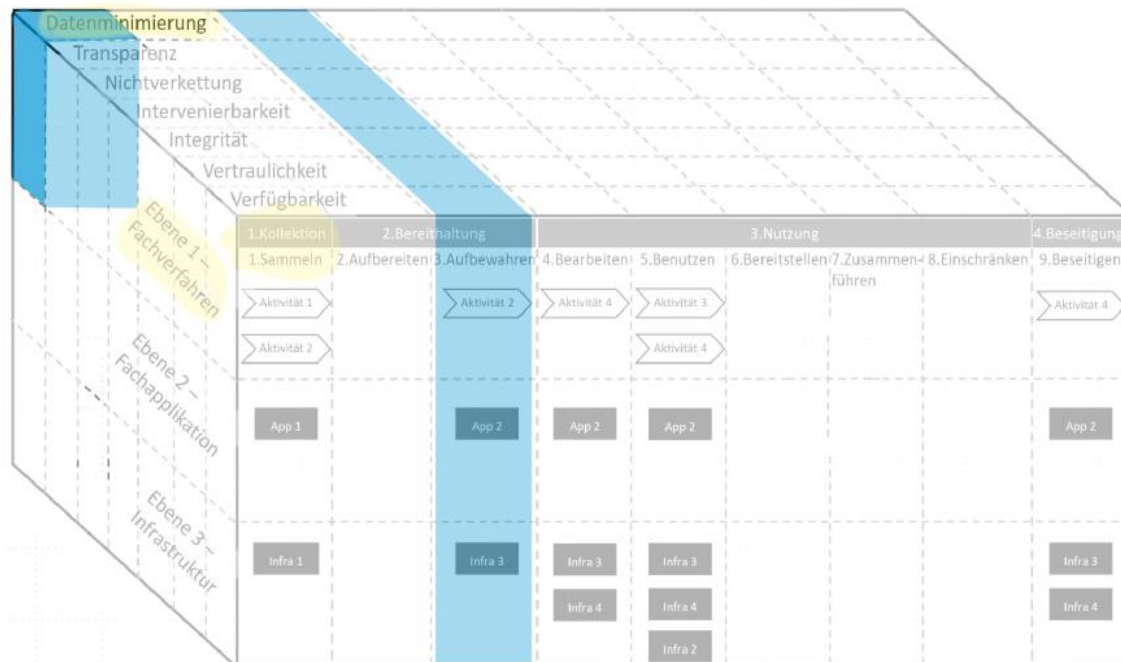 Datenminimierung
Transparenz
Nichtverkettung
Intervenierbarkeit
Integrität
Vertraulichkeit
Verfügbarkeit
Ebene 1 –
Fachverfahren
Ebene 2 –
Fachapplikation
Ebene 3 –
Infrastruktur
1.Kollektion 2.Bereithaltung 3.Nutzung 4.Beseitigung
1.Sammeln 2.Aufbereiten 3.Aufbewahren 4.Bearbeiten 5.Benutzen 6.Bereitstellen 7.Zusammen- 8.Einschränken 9.Beseitigen
führen
Aktivität 1 Aktivität 2 Aktivität 4 Aktivität 3 Aktivität 4
Aktivität 2 Aktivität 4
App 1 App 2 App 2 App 2 App 2
Infra 1 Infra 3 Infra 3 Infra 3 Infra 3
Infra 4 Infra 4 Infra 4
Infra 2